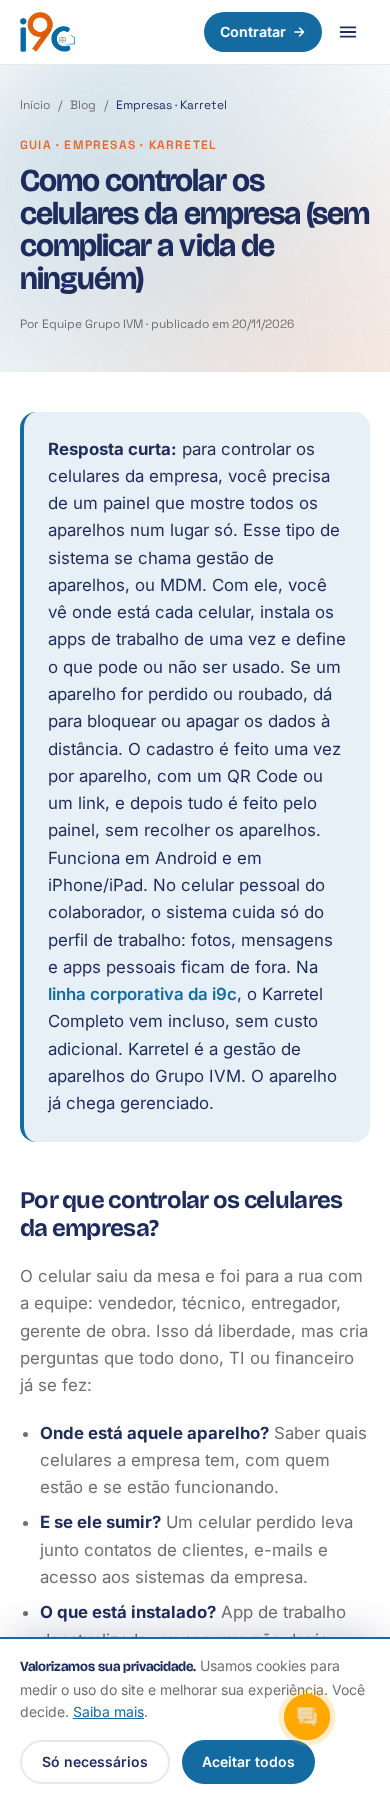 i9c
Contratar →
Início / Blog / Empresas · Karretel
GUIA · EMPRESAS · KARRETEL
Como controlar os
celulares da empresa (sem
complicar a vida de
ninguém)
Por Equipe Grupo IVM · publicado em 20/11/2026
Resposta curta: para controlar os
celulares da empresa, você precisa
de um painel que mostre todos os
aparelhos num lugar só. Esse tipo de
sistema se chama gestão de
aparelhos, ou MDM. Com ele, você
vê onde está cada celular, instala os
apps de trabalho de uma vez e define
o que pode ou não ser usado. Se um
aparelho for perdido ou roubado, dá
para bloquear ou apagar os dados à
distância. O cadastro é feito uma vez
por aparelho, com um QR Code ou
um link, e depois tudo é feito pelo
painel, sem recolher os aparelhos.
Funciona em Android e em
iPhone/iPad. No celular pessoal do
colaborador, o sistema cuida só do
perfil de trabalho: fotos, mensagens
e apps pessoais ficam de fora. Na
linha corporativa da i9c, o Karretel
Completo vem incluso, sem custo
adicional. Karretel é a gestão de
aparelhos do Grupo IVM. O aparelho
já chega gerenciado.
Por que controlar os celulares
da empresa?
O celular saiu da mesa e foi para a rua com
a equipe: vendedor, técnico, entregador,
gerente de obra. Isso dá liberdade, mas cria
perguntas que todo dono, TI ou financeiro
já se fez:
• Onde está aquele aparelho? Saber quais
celulares a empresa tem, com quem
estão e se estão funcionando.
• E se ele sumir? Um celular perdido leva
junto contatos de clientes, e-mails e
acesso aos sistemas da empresa.
• O que está instalado? App de trabalho
Valorizamos sua privacidade. Usamos cookies para
medir o uso do site e melhorar sua experiência. Você
decide. Saiba mais.
Só necessários
Aceitar todos